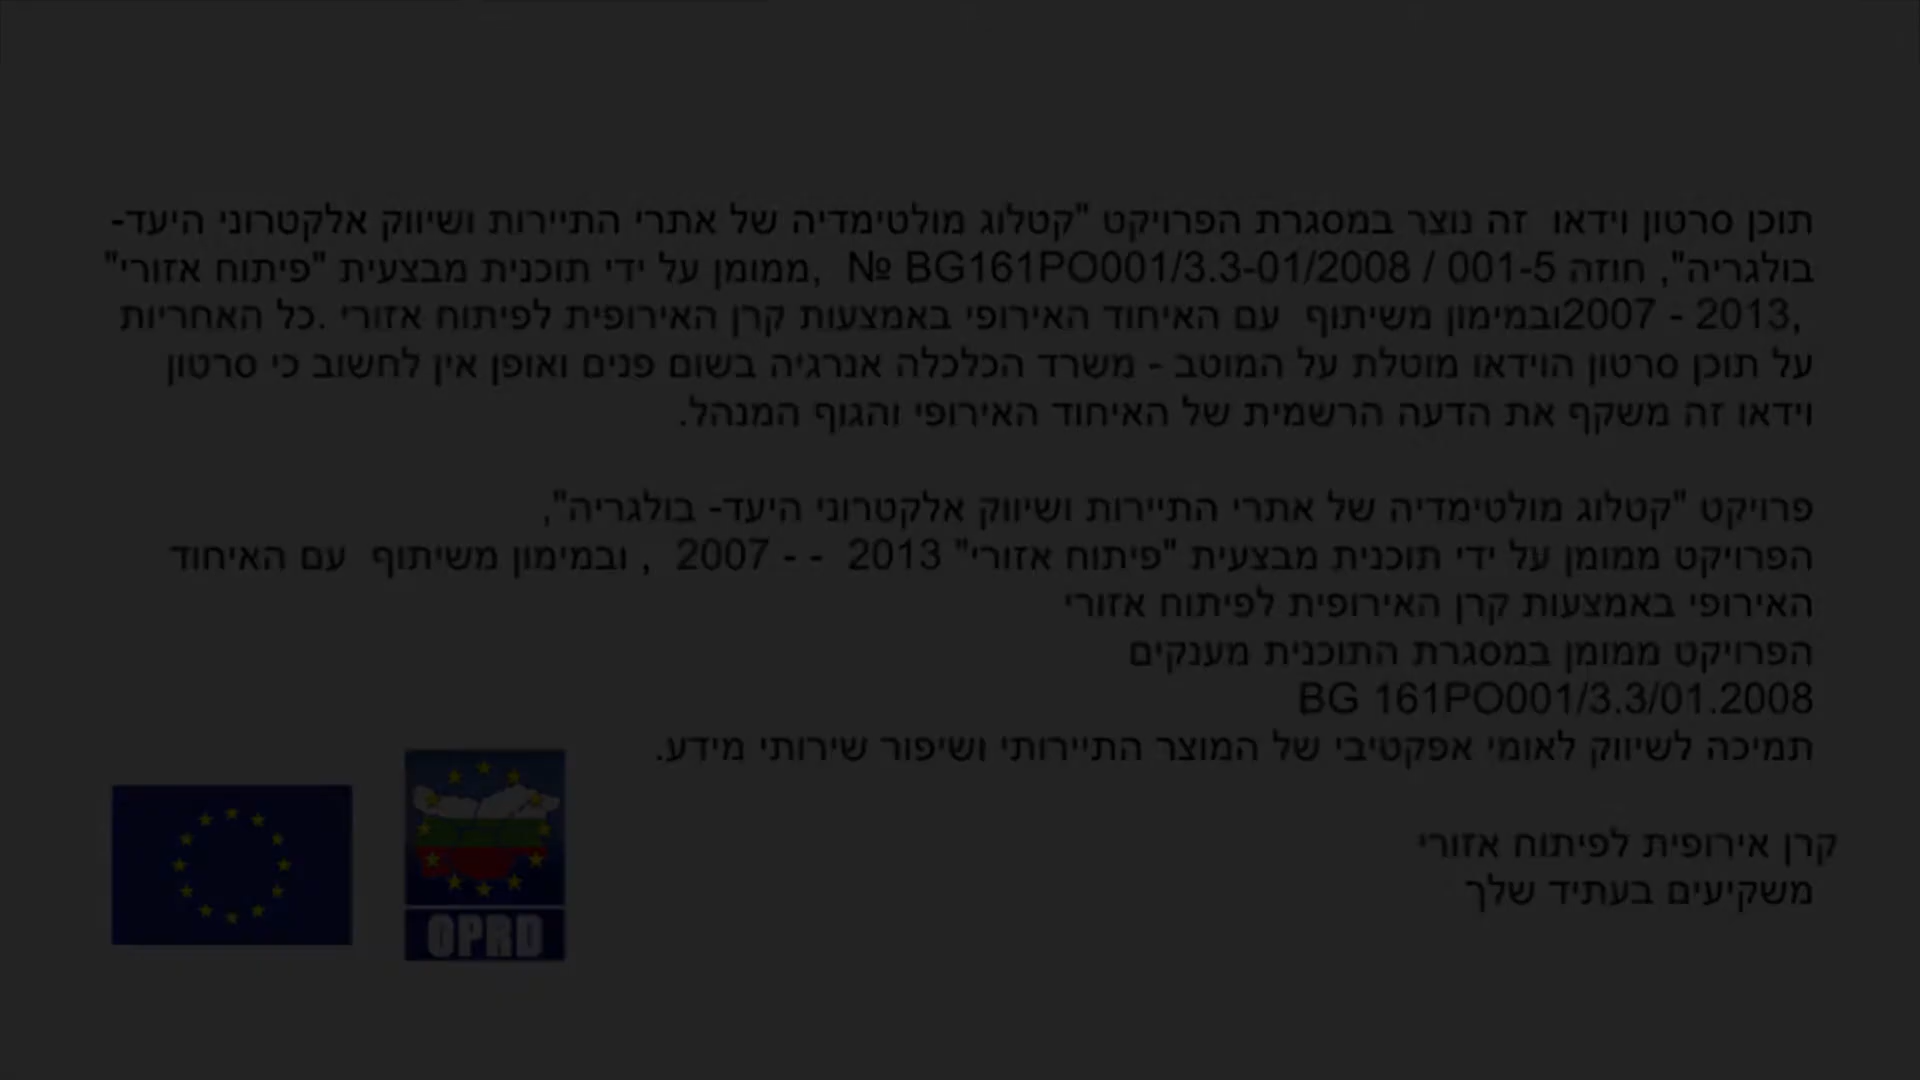 תוכן סרטון וידאו  זה נוצר במסגרת הפרויקט "קטלוג מולטימדיה של אתרי התיירות ושיווק אלקטרוני היעד-
בולגריה", חוזה 5-001 / BG161PO001/3.3-01/2008 № ,ממומן על ידי תוכנית מבצעית "פיתוח אזורי"
,2013 - 2007ובמימון משיתוף  עם האיחוד האירופי באמצעות קרן האירופית לפיתוח אזורי .כל האחריות
על תוכן סרטון הוידאו מוטלת על המוטב - משרד הכלכלה אנרגיה בשום פנים ואופן אין לחשוב כי סרטון
וידאו זה משקף את הדעה הרשמית של האיחוד האירופי והגוף המנהל.
פרויקט "קטלוג מולטימדיה של אתרי התיירות ושיווק אלקטרוני היעד- בולגריה",
הפרויקט ממומן על ידי תוכנית מבצעית "פיתוח אזורי" 2013  - - 2007  , ובמימון משיתוף  עם האיחוד
האירופי באמצעות קרן האירופית לפיתוח אזורי
הפרויקט ממומן במסגרת התוכנית מענקים
BG 161PO001/3.3/01.2008
תמיכה לשיווק לאומי אפקטיבי של המוצר התיירותי ושיפור שירותי מידע.
קרן אירופית לפיתוח אזורי
משקיעים בעתיד שלך
OPRD